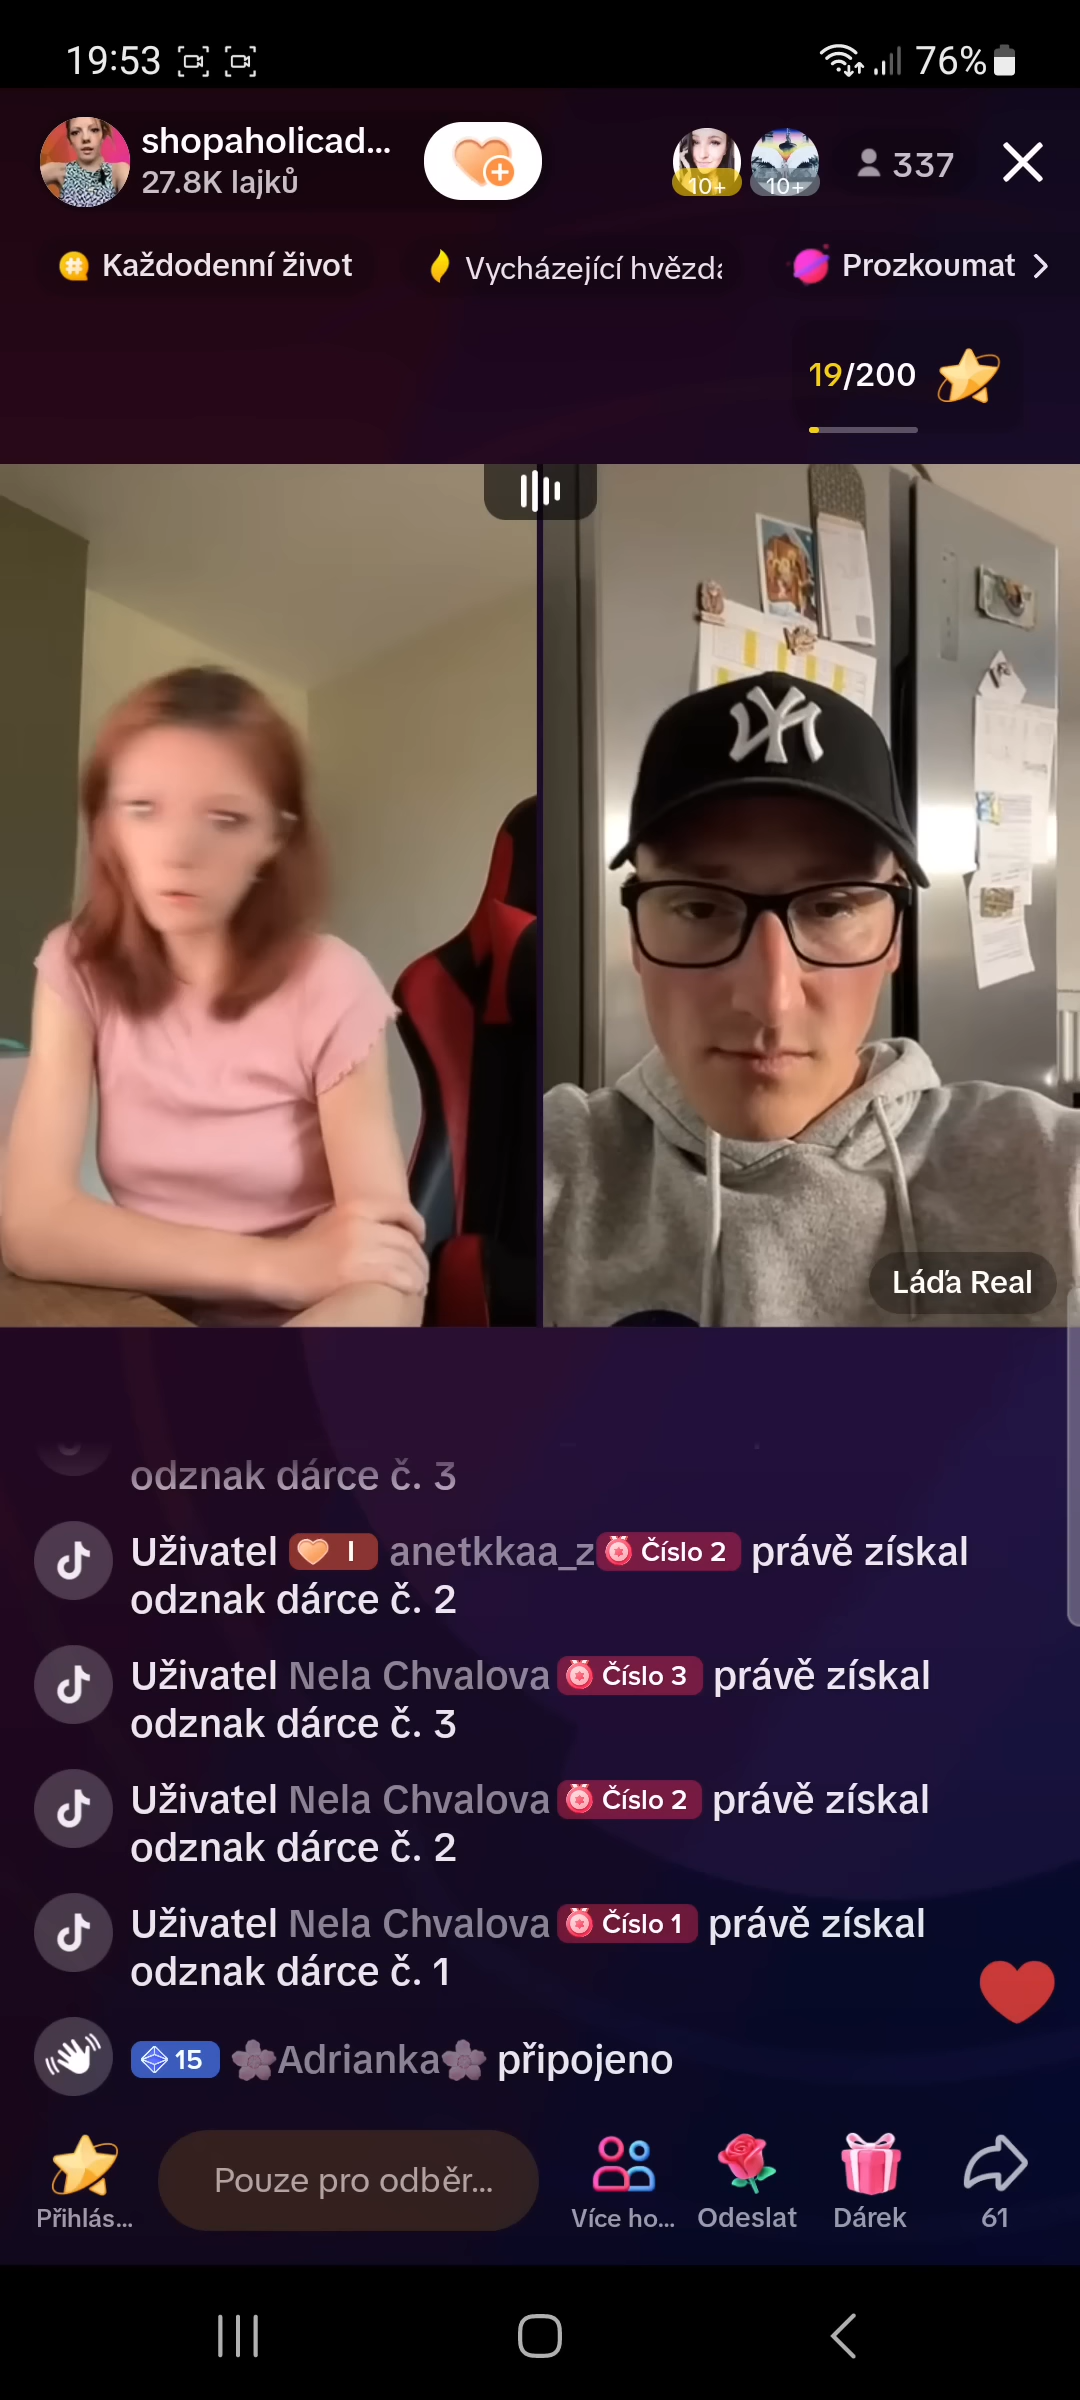 19:53
76%
shopaholicad...
27.8K lajků
10+
10+
337
Každodenní život
Vycházející hvězda
Prozkoumat
19/200
NY
Láďa Real
odznak dárce č. 3
Uživatel I anetkkaa_z Číslo 2 právě získal
odznak dárce č. 2
Uživatel Nela Chvalova Číslo 3 právě získal
odznak dárce č. 3
Uživatel Nela Chvalova Číslo 2 právě získal
odznak dárce č. 2
Uživatel Nela Chvalova Číslo 1 právě získal
odznak dárce č. 1
15 🌸Adrianka🌸 připojeno
Pouze pro odběr...
Přihlás...
Více ho...
Odeslat
Dárek
61